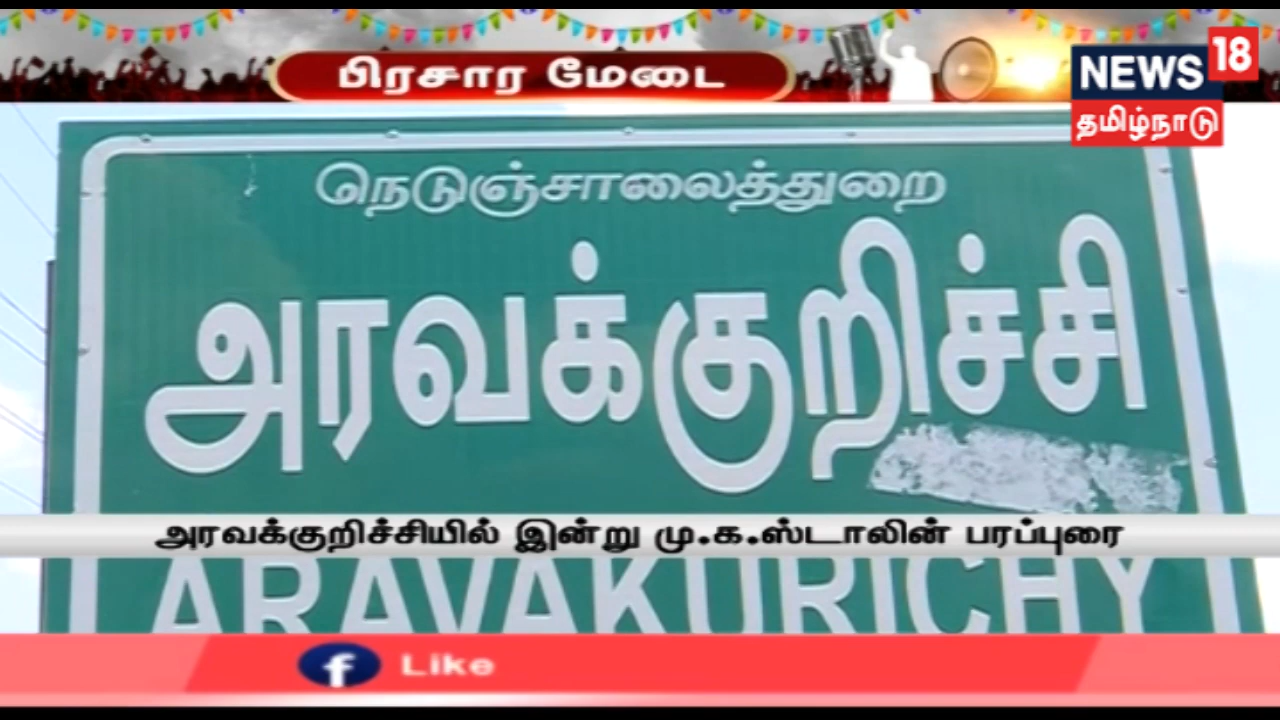 பிரசார மேடை
NEWS 18
தமிழ்நாடு
நெடுஞ்சாலைத்துறை
அரவக்குறிச்சி
அரவக்குறிச்சியில் இன்று மு.க.ஸ்டாலின் பரப்புரை
ARAVAKURICHY
f Like